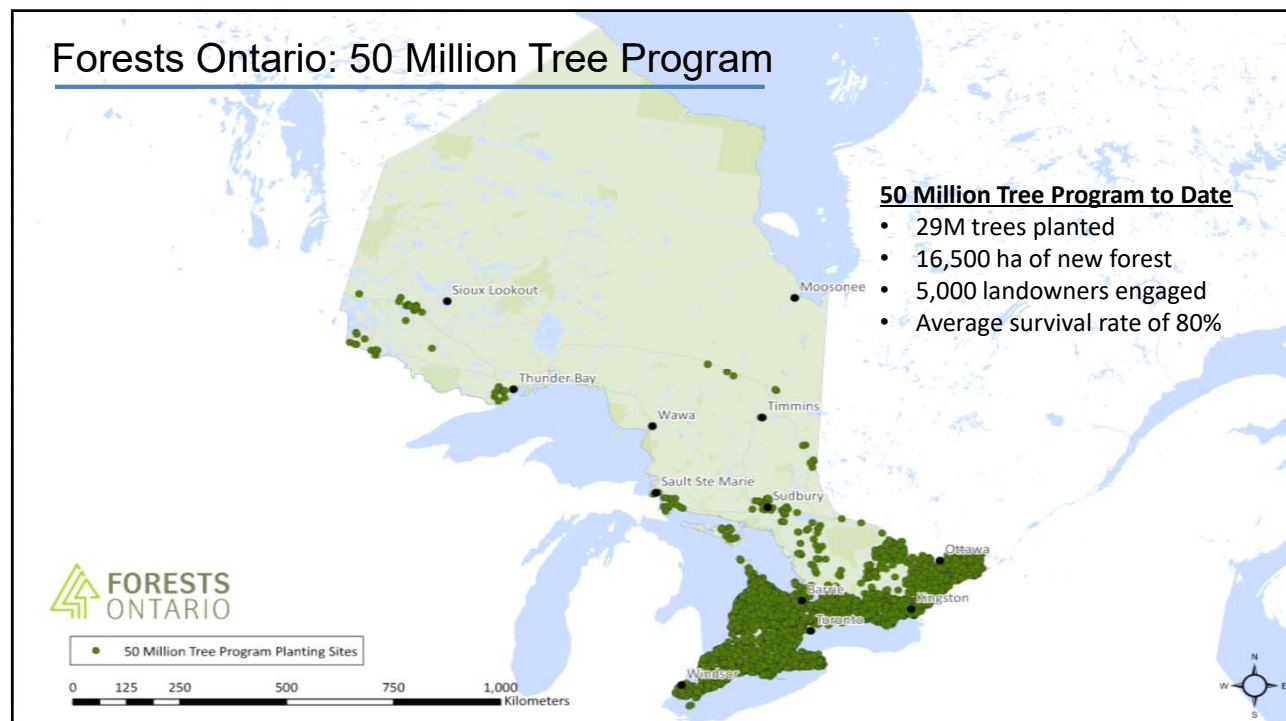 Forests Ontario: 50 Million Tree Program
50 Million Tree Program to Date
• 29M trees planted
• 16,500 ha of new forest
• 5,000 landowners engaged
• Average survival rate of 80%
Sioux Lookout
Moosonee
Thunder Bay
Timmins
Wawa
Sault Ste Marie
Sudbury
Ottawa
Barrie
Kingston
Toronto
Windsor
FORESTS
ONTARIO
50 Million Tree Program Planting Sites
0 125 250 500 750 1,000
Kilometers
N
W E
S